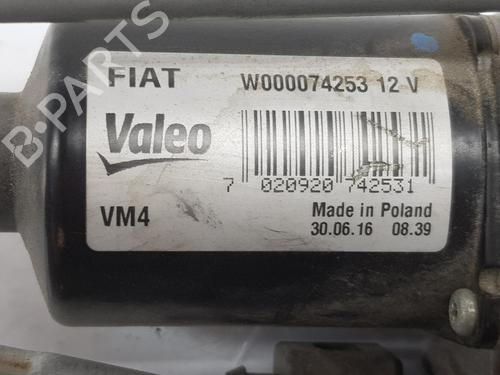 FIAT W000074253 12 V
Valeo
7 020920 742531
VM4 Made in Poland
30.06.16 08.39
B-PARTS